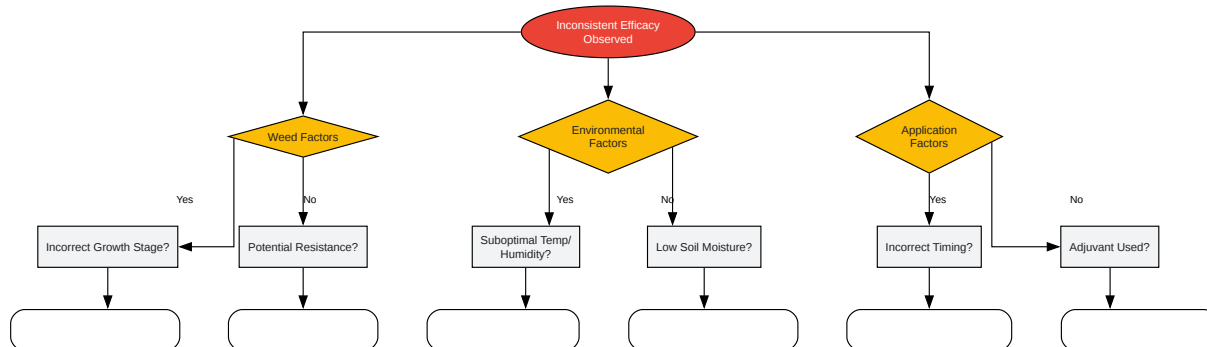 Inconsistent Efficacy
Observed
Weed Factors
Environmental
Factors
Application
Factors
Yes
No
Yes
No
Yes
No
Incorrect Growth Stage?
Potential Resistance?
Suboptimal Temp/
Humidity?
Low Soil Moisture?
Incorrect Timing?
Adjuvant Used?